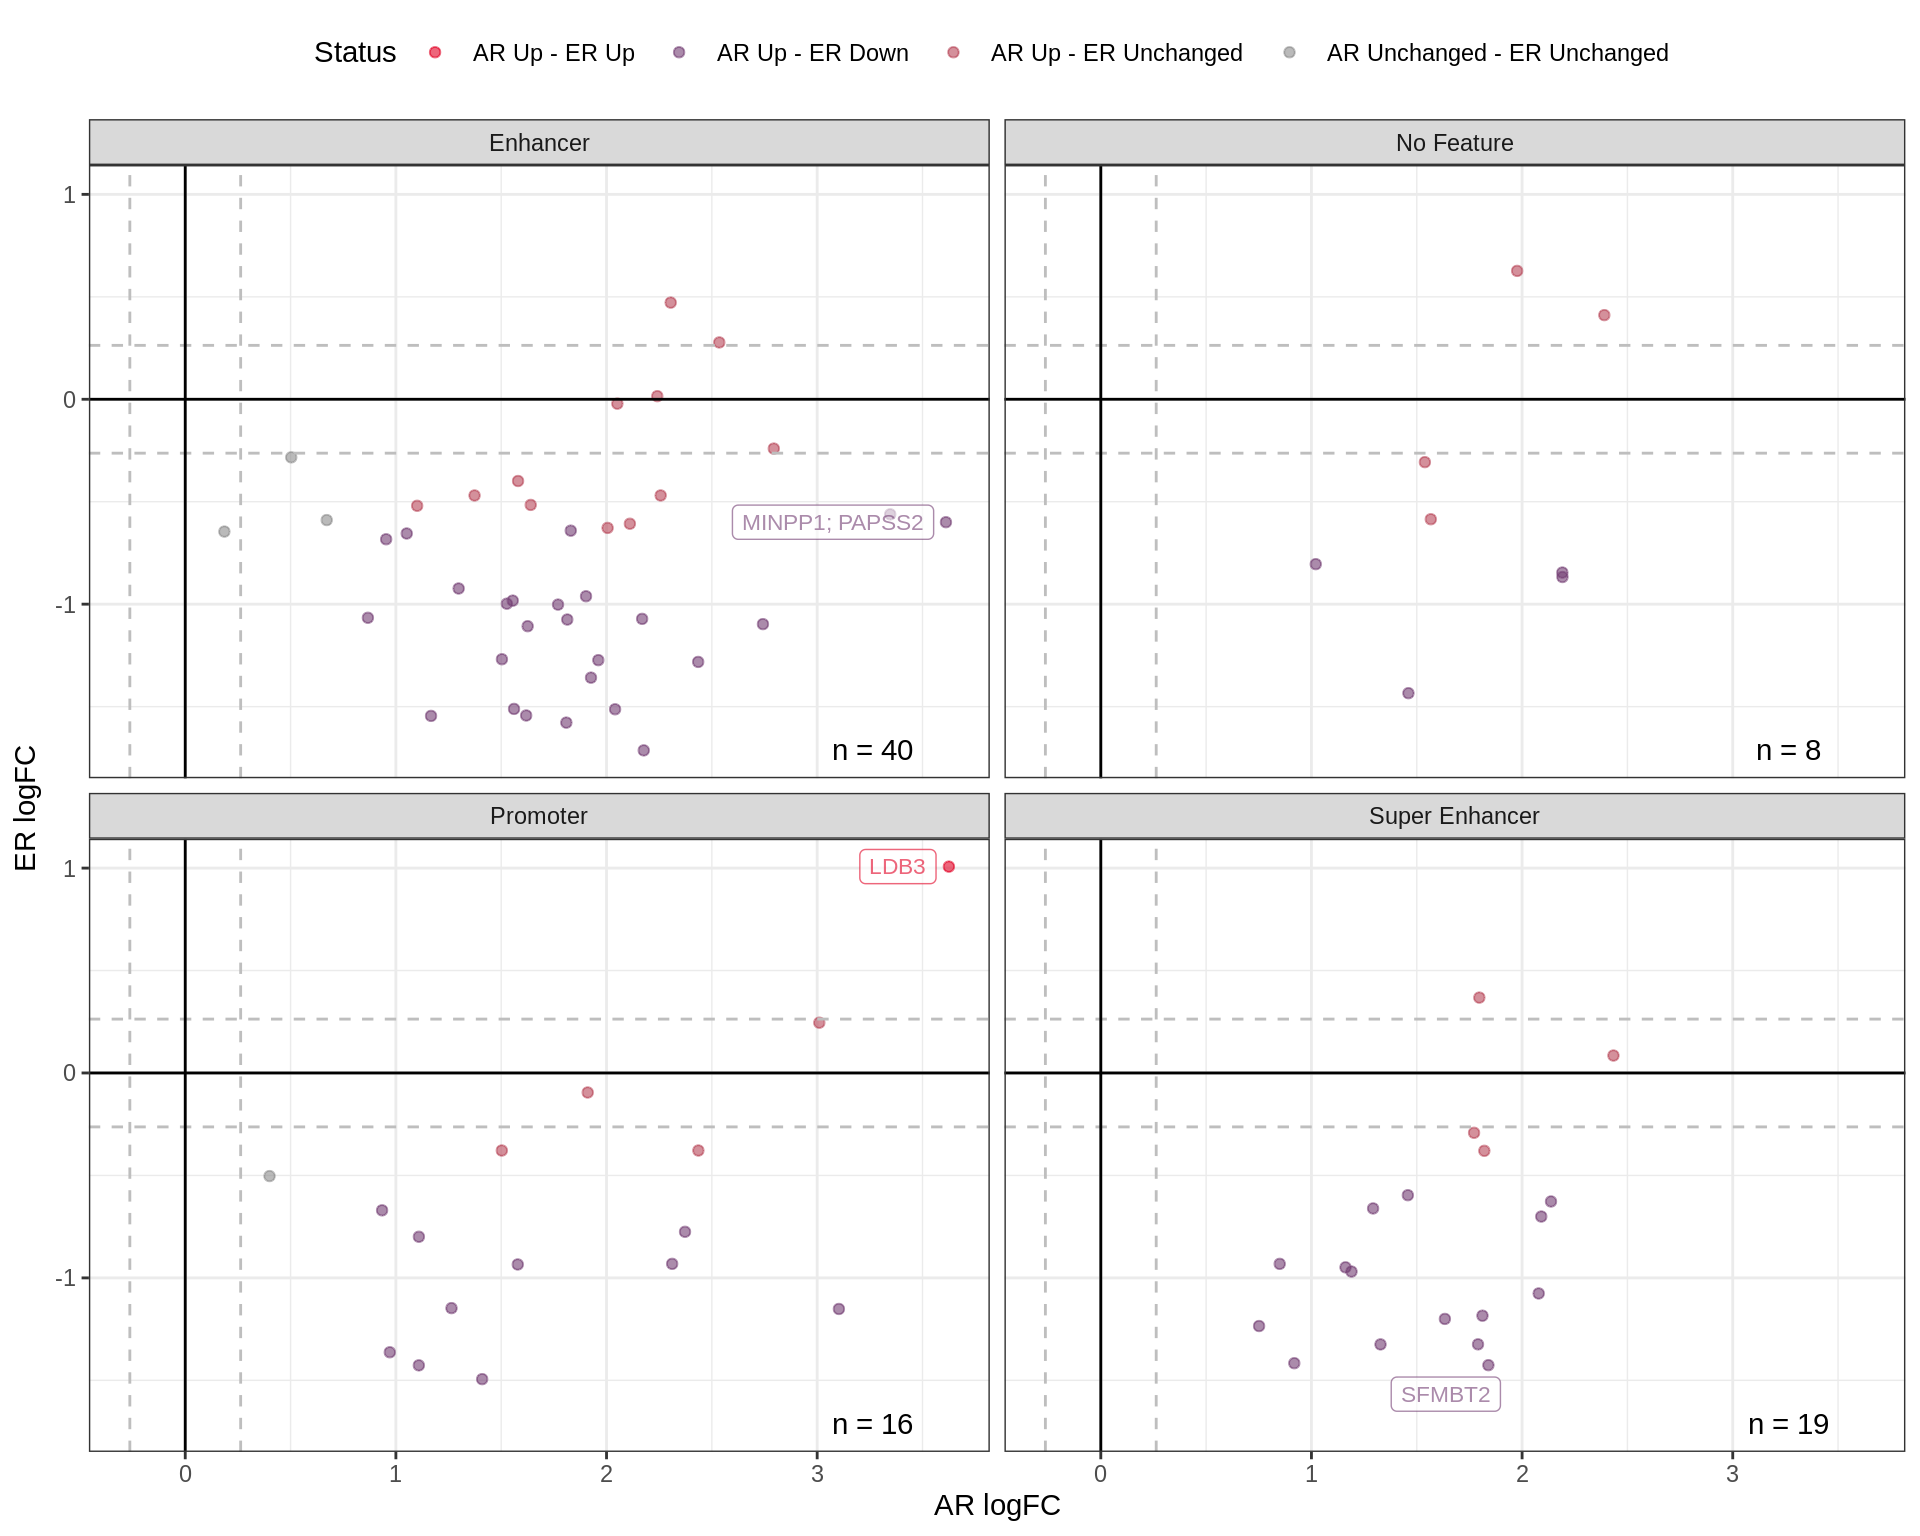 Status AR Up - ER Up AR Up - ER Down AR Up - ER Unchanged AR Unchanged - ER Unchanged
Enhancer
No Feature
1
0
-1
MINPP1; PAPSS2
n = 40
n = 8
ER logFC
Promoter
Super Enhancer
1
0
-1
LDB3
SFMBT2
n = 16
n = 19
0 1 2 3
0 1 2 3
AR logFC